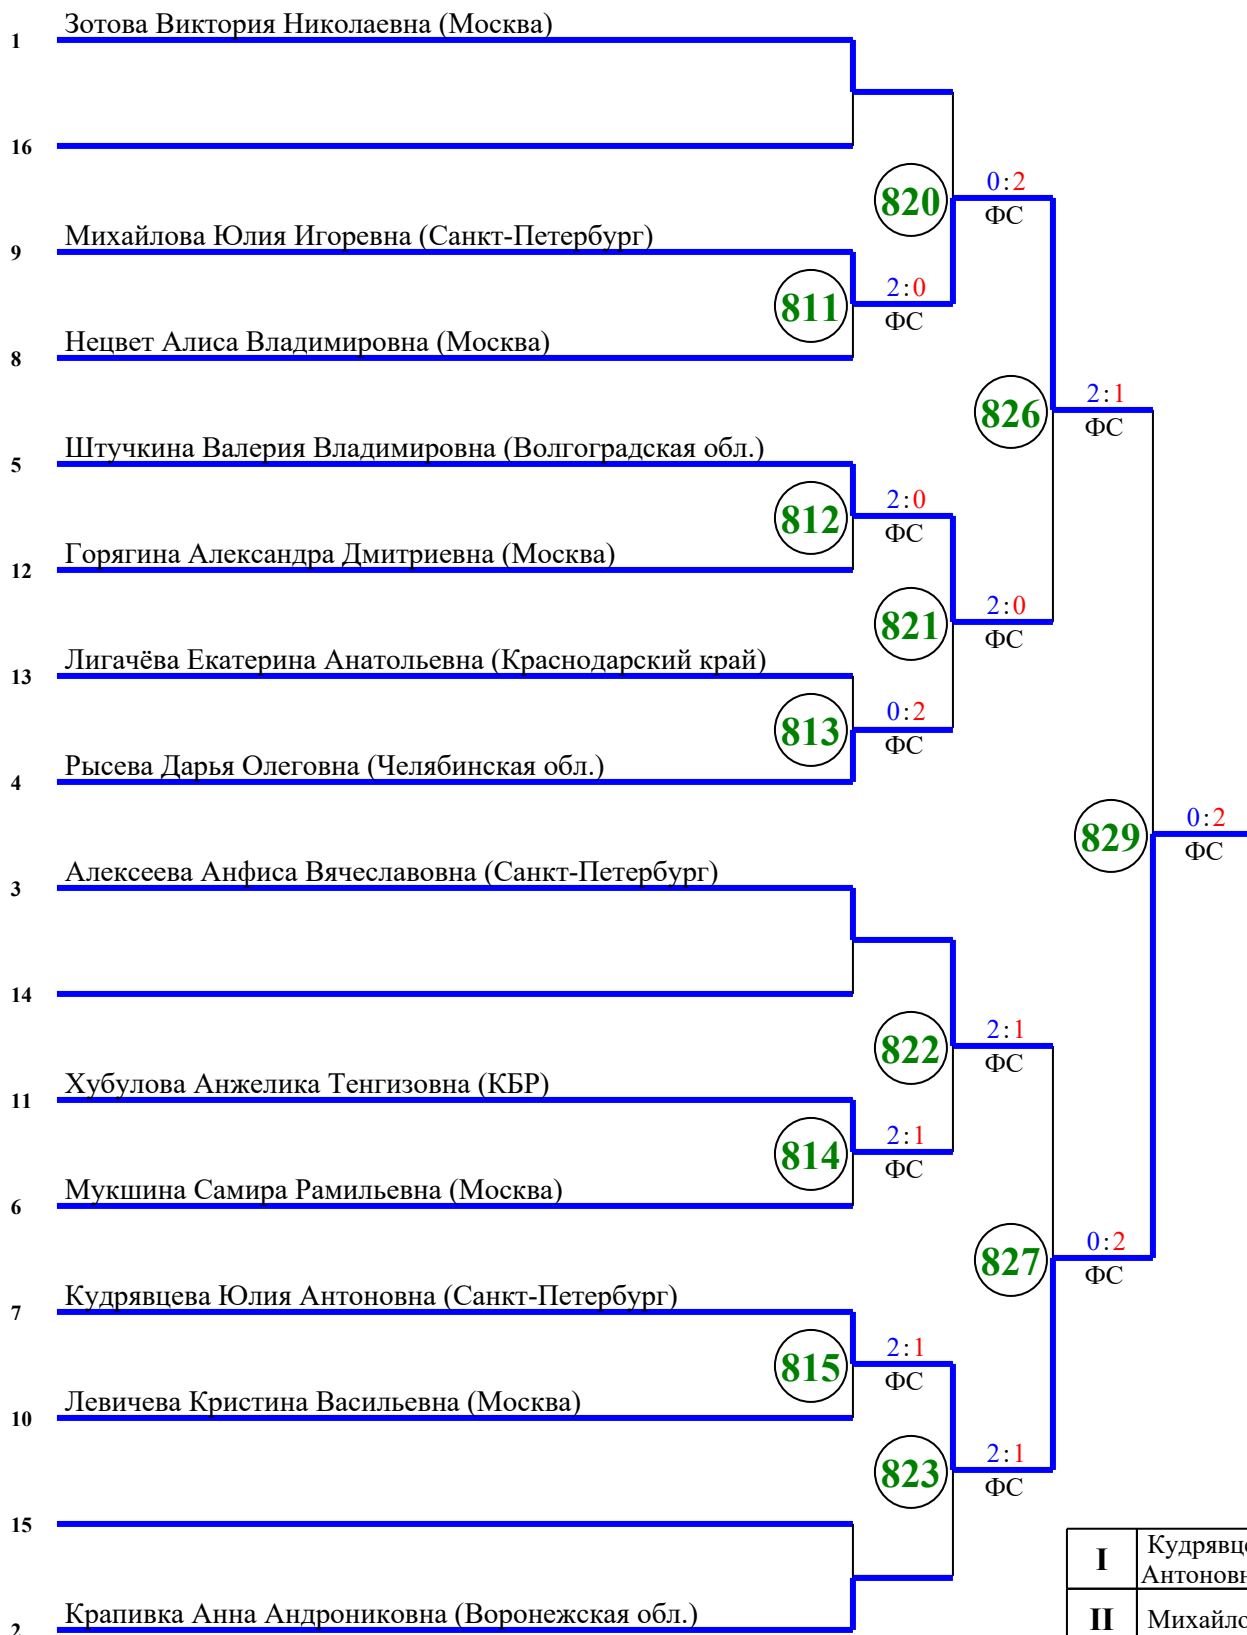 Зотова Виктория Николаевна (Москва)
1
16
820
0:2
ФС
Михайлова Юлия Игоревна (Санкт-Петербург)
9
811
2:0
ФС
Нецвет Алиса Владимировна (Москва)
8
826
2:1
ФС
Штучкина Валерия Владимировна (Волгоградская обл.)
5
812
2:0
ФС
Горягина Александра Дмитриевна (Москва)
12
821
2:0
ФС
Лигачёва Екатерина Анатольевна (Краснодарский край)
13
813
0:2
ФС
Рысева Дарья Олеговна (Челябинская обл.)
4
829
0:2
ФС
Алексеева Анфиса Вячеславовна (Санкт-Петербург)
3
14
822
2:1
ФС
Хубулова Анжелика Тенгизовна (КБР)
11
814
2:1
ФС
Мукшина Самира Рамильевна (Москва)
6
827
0:2
ФС
Кудрявцева Юлия Антоновна (Санкт-Петербург)
7
815
2:1
ФС
Левичева Кристина Васильевна (Москва)
10
823
2:1
ФС
15
Крапивка Анна Андрониковна (Воронежская обл.)
2
I
II